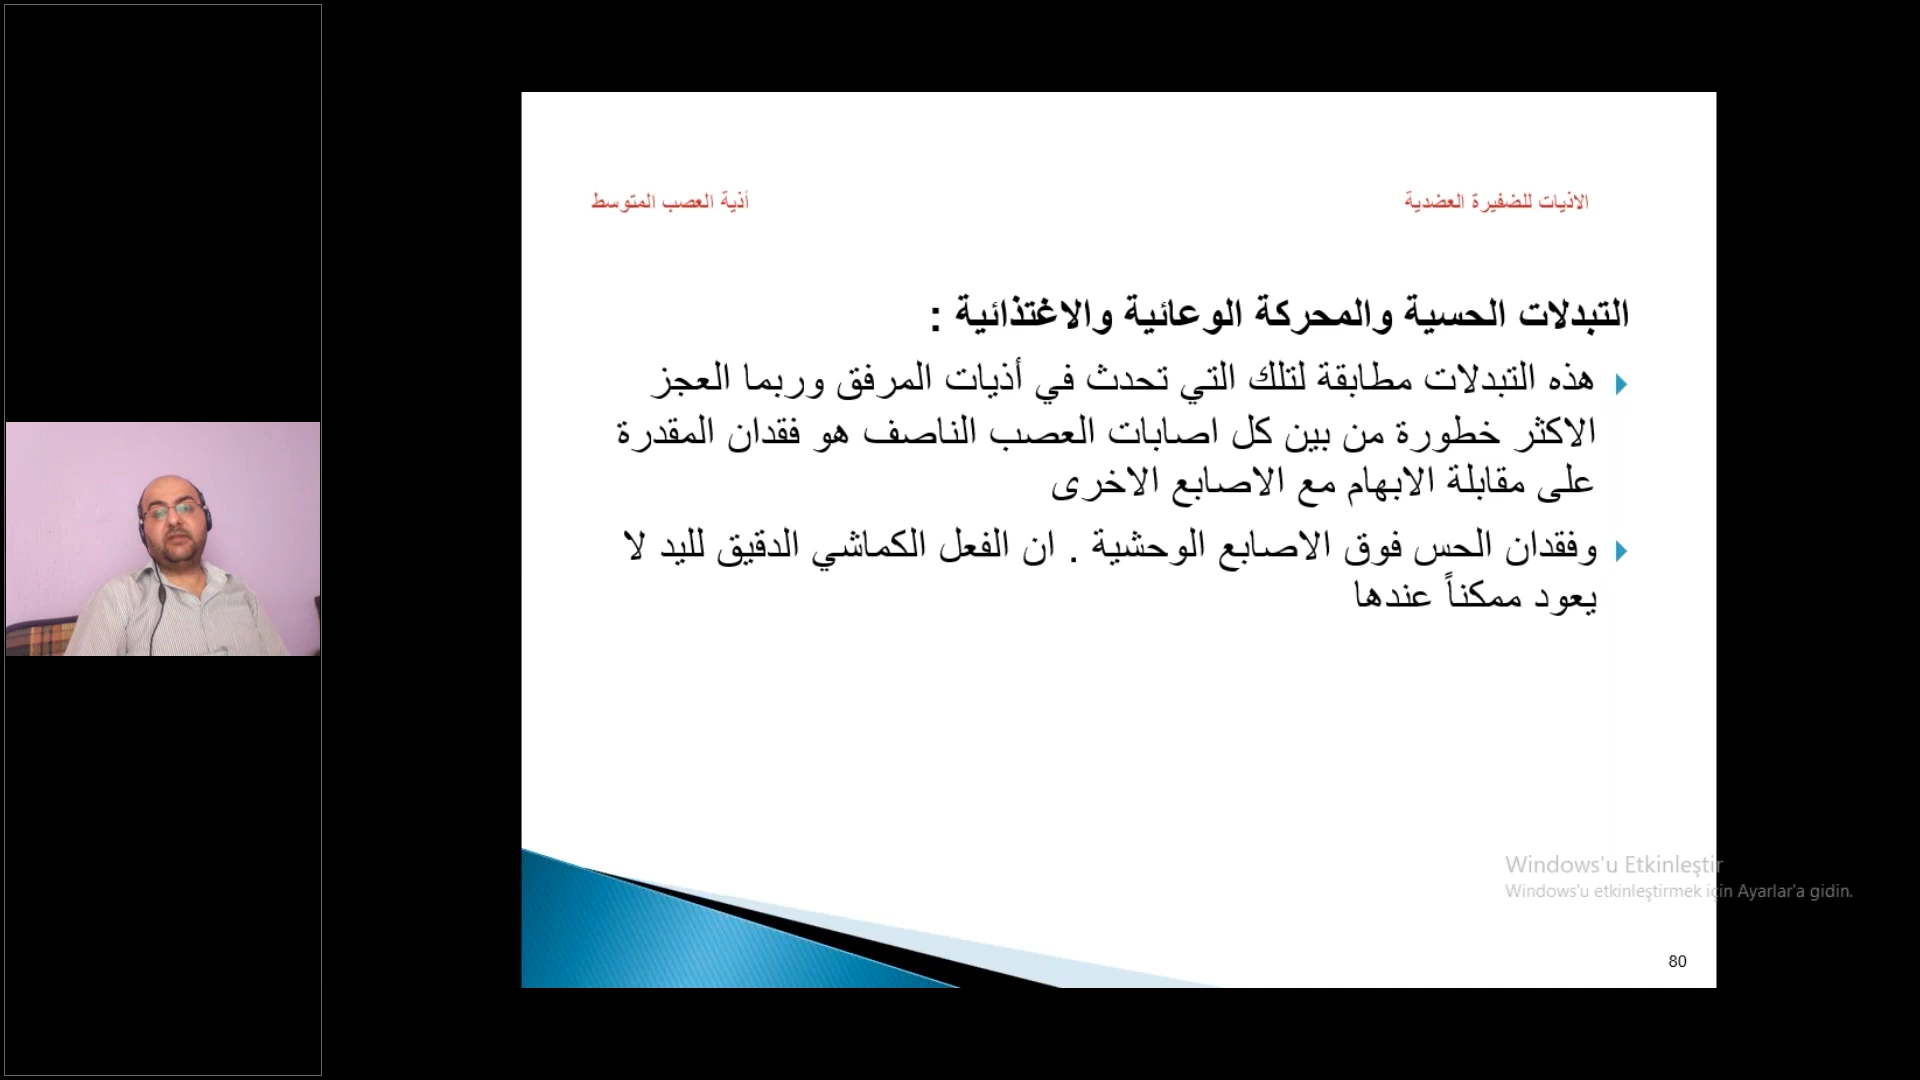 الاذيات للضفيرة العضدية
أذية العصب المتوسط
التبدلات الحسية والمحركة الوعائية والاغتذائية :
هذه التبدلات مطابقة لتلك التي تحدث في أذيات المرفق وربما العجز
الاكثر خطورة من بين كل اصابات العصب الناصف هو فقدان المقدرة
على مقابلة الابهام مع الاصابع الاخرى
وفقدان الحس فوق الاصابع الوحشية . ان الفعل الكماشي الدقيق لليد لا
يعود ممكناً عندها
Windows'u Etkinleştir
Windows'u etkinleştirmek için Ayarlar'a gidin.
80